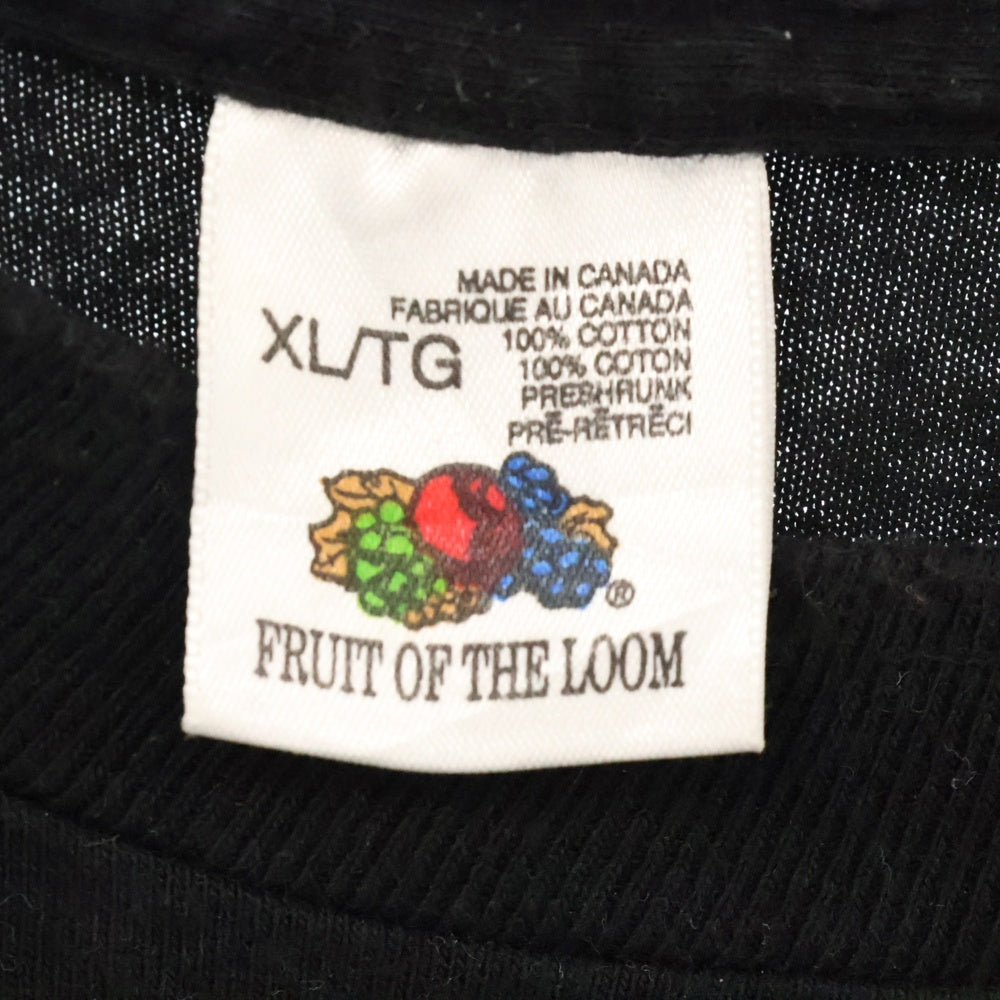 MADE IN CANADA
FABRIQUE AU CANADA
XL/TG
100% COTTON
100% COTON
PRESHRUNK
PRÉ-RÉTRÉCI
®
FRUIT OF THE LOOM